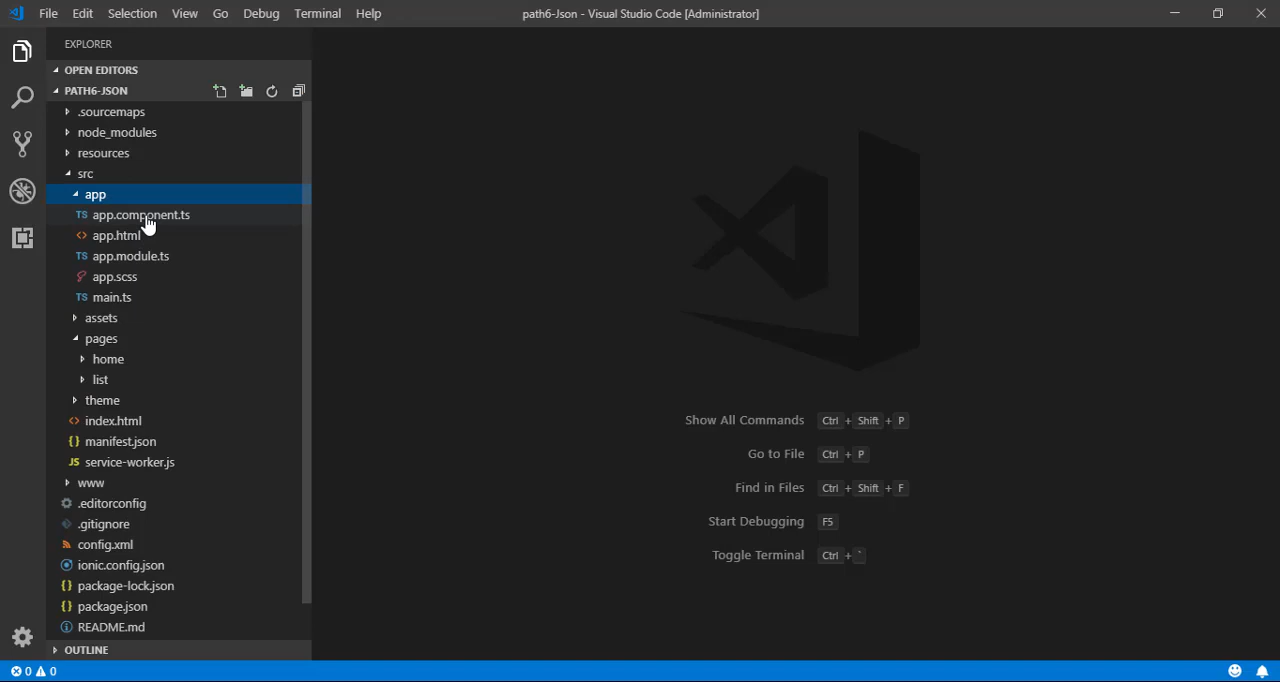 File Edit Selection View Go Debug Terminal Help path6-Json - Visual Studio Code [Administrator]
EXPLORER
OPEN EDITORS
PATH6-JSON
.sourcemaps
node_modules
resources
src
app
TS app.component.ts
<> app.html
TS app.module.ts
app.scss
TS main.ts
assets
pages
home
list
theme
<> index.html
{} manifest.json
JS service-worker.js
www
.editorconfig
.gitignore
config.xml
ionic.config.json
{} package-lock.json
{} package.json
README.md
OUTLINE
Show All Commands Ctrl + Shift + P
Go to File Ctrl + P
Find in Files Ctrl + Shift + F
Start Debugging F5
Toggle Terminal Ctrl + `
0 0